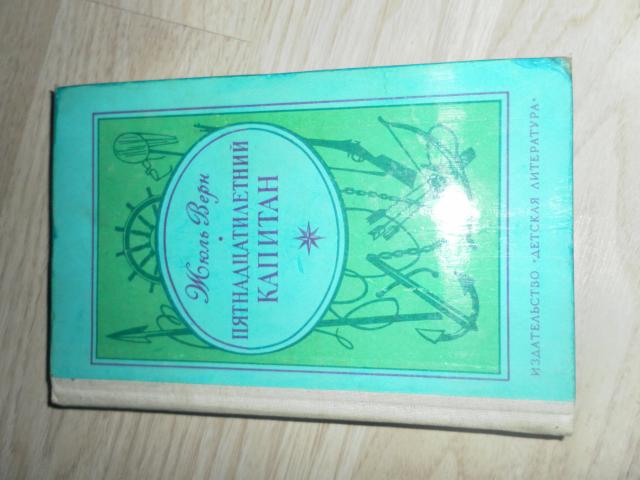 Жюль Верн
ПЯТНАДЦАТИЛЕТНИЙ
КАПИТАН
ИЗДАТЕЛЬСТВО «ДЕТСКАЯ ЛИТЕРАТУРА»